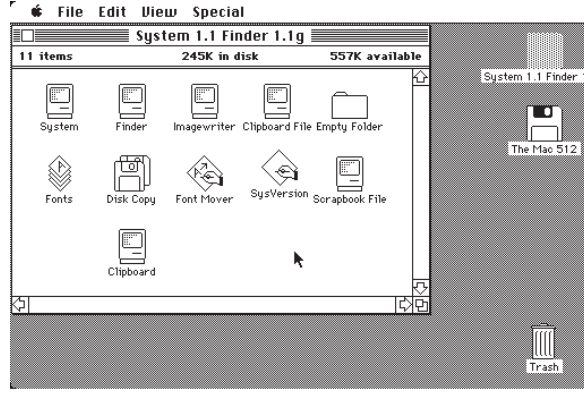 File Edit View Special
System 1.1 Finder 1.1g
11 items 245K in disk 557K available
System Finder Imagewriter Clipboard File Empty Folder
Fonts Disk Copy Font Mover SysVersion Scrapbook File
Clipboard
System 1.1 Finder
The Mac 512
Trash